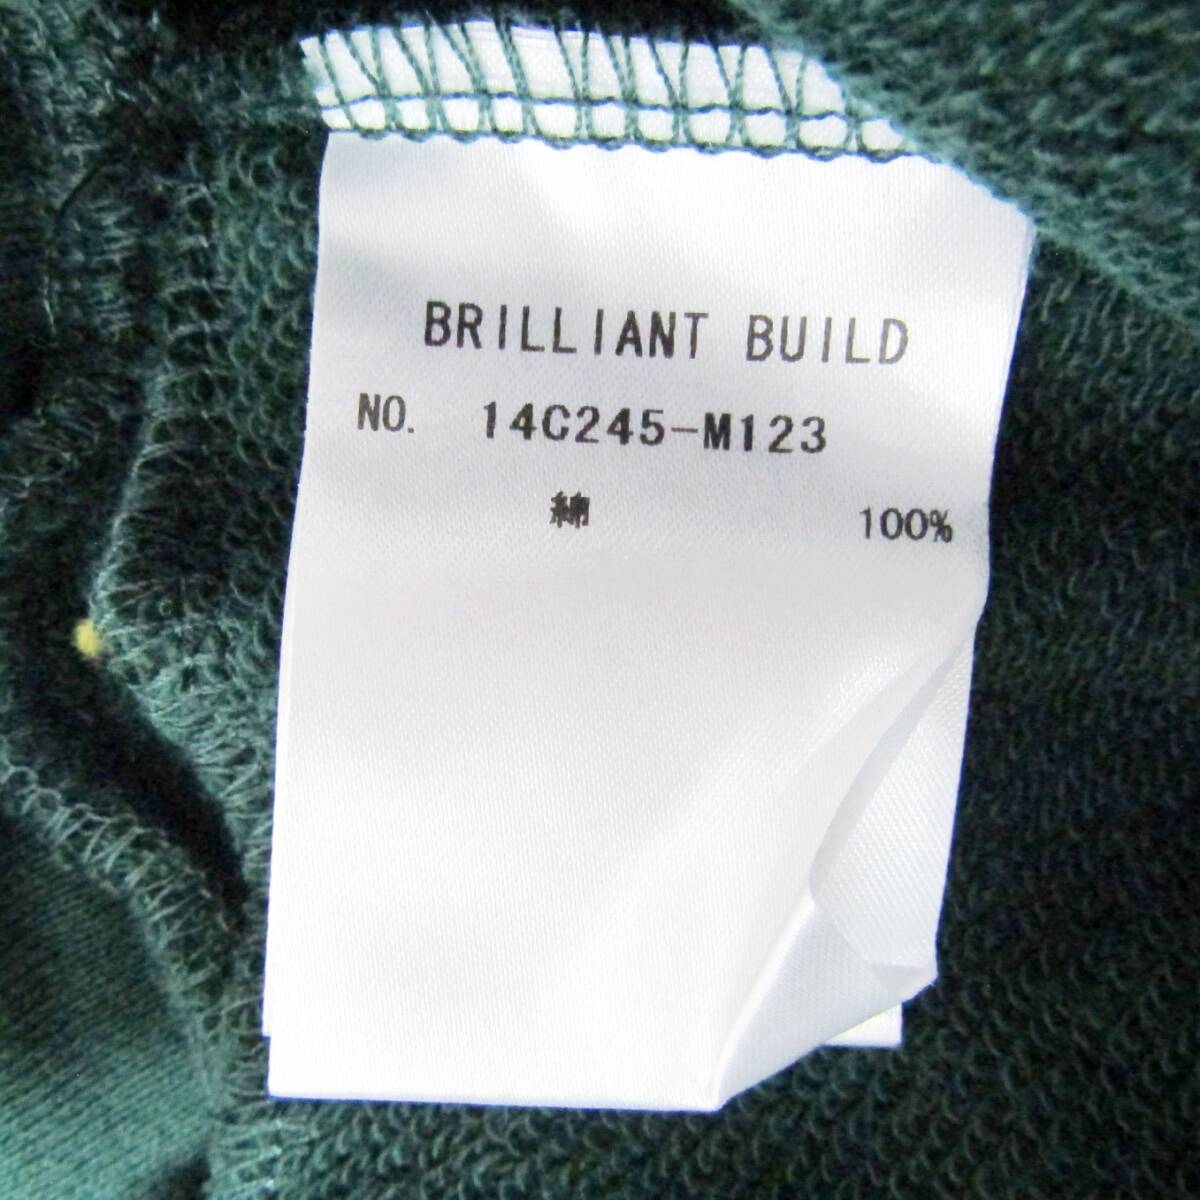 BRILLIANT BUILD
NO. 14C245-M123
綿 100%